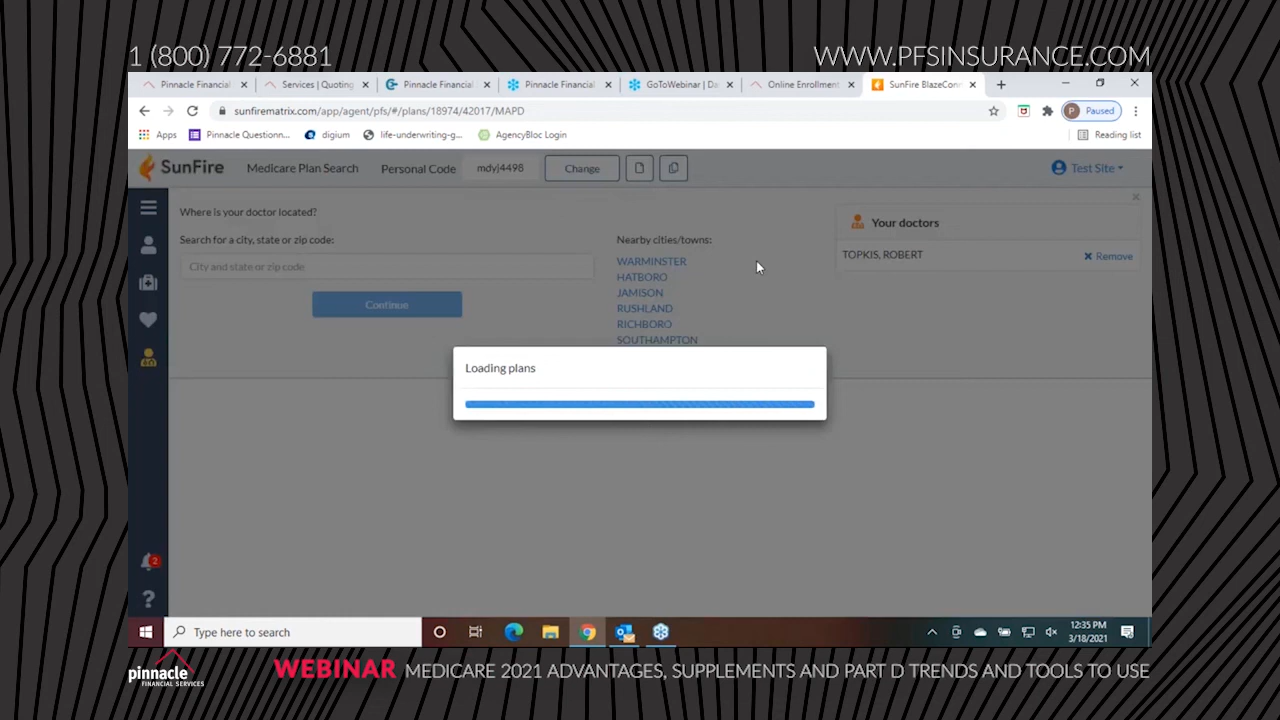 1 (800) 772-6881
WWW.PFSINSURANCE.COM
Pinnacle Financial
Services | Quoting
Pinnacle Financial
Pinnacle Financial
GoToWebinar | Da
Online Enrollment
SunFire BlazeConn
sunfirematrix.com/app/agent/pfs/#/plans/18974/42017/MAPD
Paused
Apps
Pinnacle Questionn...
digium
life-underwriting-g...
AgencyBloc Login
Reading list
SunFire
Medicare Plan Search
Personal Code
mdyj4498
Change
Test Site
Where is your doctor located?
Search for a city, state or zip code:
City and state or zip code
Continue
Nearby cities/towns:
WARMINSTER
HATBORO
JAMISON
RUSHLAND
RICHBORO
SOUTHAMPTON
Your doctors
TOPKIS, ROBERT
Remove
Loading plans
2
?
Type here to search
12:35 PM
3/18/2021
pinnacle
FINANCIAL SERVICES
WEBINAR MEDICARE 2021 ADVANTAGES, SUPPLEMENTS AND PART D TRENDS AND TOOLS TO USE